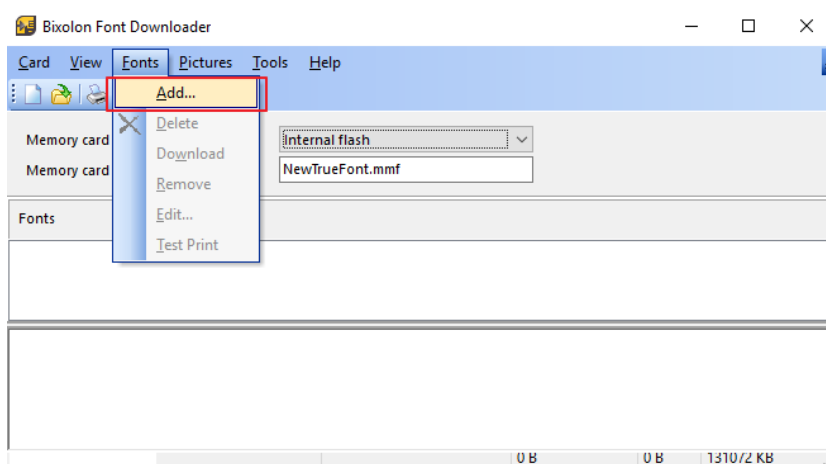 Bixolon Font Downloader
Card View Fonts Pictures Tools Help
Add...
Delete
Download
Remove
Edit...
Test Print
Memory card
Internal flash
Memory card
NewTrueFont.mmf
Fonts
0 B 0 B 131072 KB